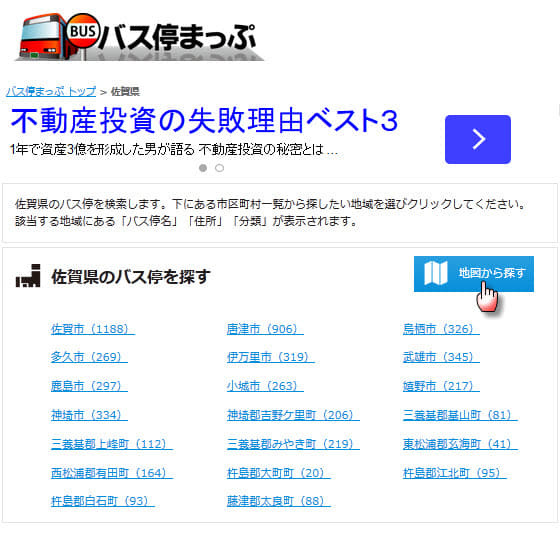 BUS バス停まっぷ
バス停まっぷ トップ > 佐賀県
不動産投資の失敗理由ベスト3
1年で資産3億を形成した男が語る 不動産投資の秘密とは ...
佐賀県のバス停を検索します。下にある市区町村一覧から探したい地域を選びクリックしてください。
該当する地域にある「バス停名」「住所」「分類」が表示されます。
佐賀県のバス停を探す 地図から探す
佐賀市（1188） 唐津市（906） 鳥栖市（326）
多久市（269） 伊万里市（319） 武雄市（345）
鹿島市（297） 小城市（263） 嬉野市（217）
神埼市（334） 神埼郡吉野ケ里町（206） 三養基郡基山町（81）
三養基郡上峰町（112） 三養基郡みやき町（219） 東松浦郡玄海町（41）
西松浦郡有田町（164） 杵島郡大町町（20） 杵島郡江北町（95）
杵島郡白石町（93） 藤津郡太良町（88）